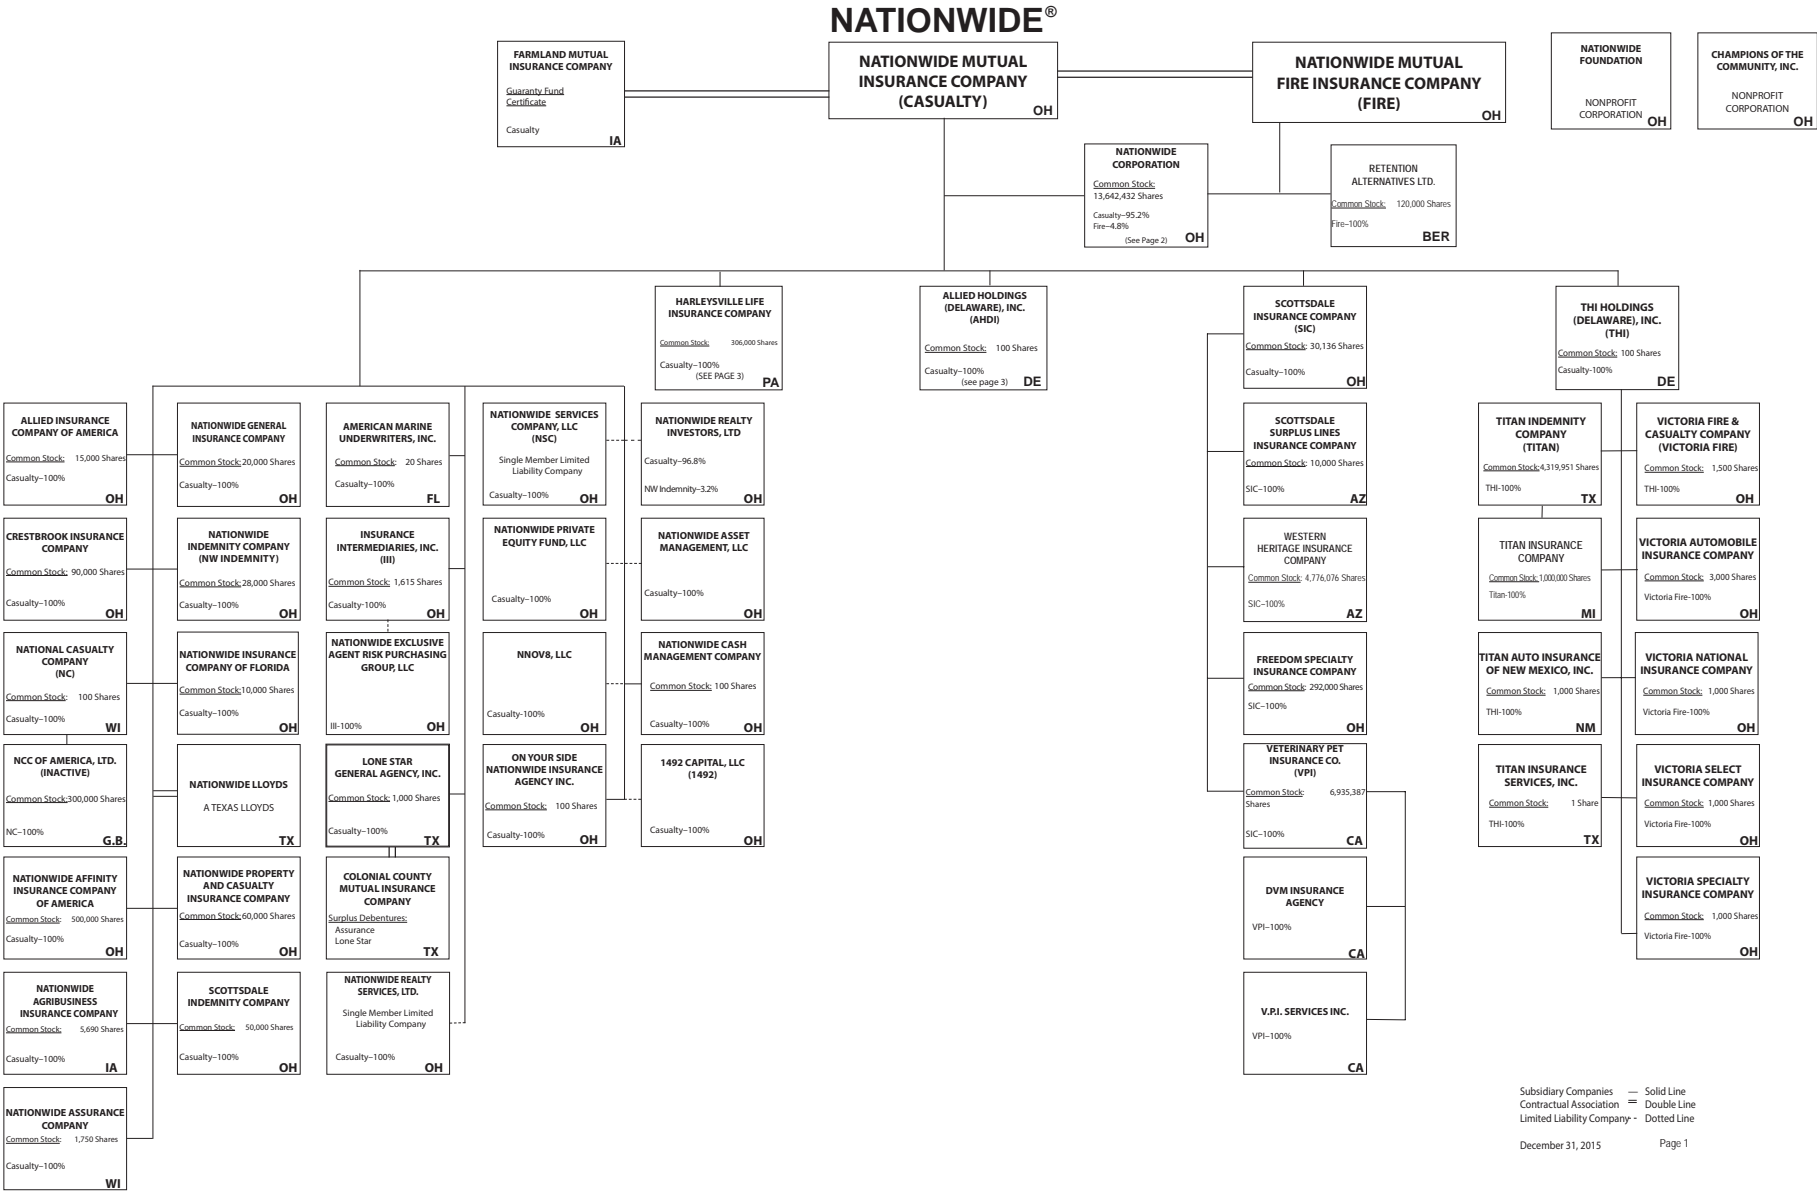 NATIONWIDE®
FARMLAND MUTUAL
INSURANCE COMPANY
Guaranty Fund
Certificate
Casualty
IA
NATIONWIDE MUTUAL
INSURANCE COMPANY
(CASUALTY)
OH
NATIONWIDE MUTUAL
FIRE INSURANCE COMPANY
(FIRE)
OH
NATIONWIDE
FOUNDATION
NONPROFIT
CORPORATION
OH
CHAMPIONS OF THE
COMMUNITY, INC.
NONPROFIT
CORPORATION
OH
NATIONWIDE
CORPORATION
Common Stock:
13,642,432 Shares
Casualty–95.2%
Fire–4.8%
(See Page 2)
OH
RETENTION
ALTERNATIVES LTD.
Common Stock: 120,000 Shares
Fire–100%
BER
HARLEYSVILLE LIFE
INSURANCE COMPANY
Common Stock: 306,000 Shares
Casualty–100%
(SEE PAGE 3)
PA
ALLIED HOLDINGS
(DELAWARE), INC.
(AHDI)
Common Stock: 100 Shares
Casualty–100%
(see page 3)
DE
SCOTTSDALE
INSURANCE COMPANY
(SIC)
Common Stock: 30,136 Shares
Casualty–100%
OH
THI HOLDINGS
(DELAWARE), INC.
(THI)
Common Stock: 100 Shares
Casualty-100%
DE
ALLIED INSURANCE
COMPANY OF AMERICA
Common Stock: 15,000 Shares
Casualty–100%
OH
NATIONWIDE GENERAL
INSURANCE COMPANY
Common Stock: 20,000 Shares
Casualty–100%
OH
AMERICAN MARINE
UNDERWRITERS, INC.
Common Stock: 20 Shares
Casualty–100%
FL
NATIONWIDE SERVICES
COMPANY, LLC
(NSC)
Single Member Limited
Liability Company
Casualty–100%
OH
NATIONWIDE REALTY
INVESTORS, LTD
Casualty–96.8%
NW Indemnity–3.2%
OH
SCOTTSDALE
SURPLUS LINES
INSURANCE COMPANY
Common Stock: 10,000 Shares
SIC–100%
AZ
TITAN INDEMNITY
COMPANY
(TITAN)
Common Stock:4,319,951 Shares
THI-100%
TX
VICTORIA FIRE &
CASUALTY COMPANY
(VICTORIA FIRE)
Common Stock: 1,500 Shares
THI-100%
OH
CRESTBROOK INSURANCE
COMPANY
Common Stock: 90,000 Shares
Casualty–100%
OH
NATIONWIDE
INDEMNITY COMPANY
(NW INDEMNITY)
Common Stock: 28,000 Shares
Casualty–100%
OH
INSURANCE
INTERMEDIARIES, INC.
(III)
Common Stock: 1,615 Shares
Casualty-100%
OH
NATIONWIDE PRIVATE
EQUITY FUND, LLC
Casualty–100%
OH
NATIONWIDE ASSET
MANAGEMENT, LLC
Casualty–100%
OH
WESTERN
HERITAGE INSURANCE
COMPANY
Common Stock: 4,776,076 Shares
SIC–100%
AZ
TITAN INSURANCE
COMPANY
Common Stock: 1,000,000 Shares
Titan-100%
MI
VICTORIA AUTOMOBILE
INSURANCE COMPANY
Common Stock: 3,000 Shares
Victoria Fire-100%
OH
NATIONAL CASUALTY
COMPANY
(NC)
Common Stock: 100 Shares
Casualty–100%
WI
NATIONWIDE INSURANCE
COMPANY OF FLORIDA
Common Stock:10,000 Shares
Casualty–100%
OH
NATIONWIDE EXCLUSIVE
AGENT RISK PURCHASING
GROUP, LLC
III-100%
OH
NNOV8, LLC
Casualty–100%
OH
NATIONWIDE CASH
MANAGEMENT COMPANY
Common Stock: 100 Shares
Casualty–100%
OH
FREEDOM SPECIALTY
INSURANCE COMPANY
Common Stock: 292,000 Shares
SIC–100%
OH
TITAN AUTO INSURANCE
OF NEW MEXICO, INC.
Common Stock: 1,000 Shares
THI-100%
NM
VICTORIA NATIONAL
INSURANCE COMPANY
Common Stock: 1,000 Shares
Victoria Fire-100%
OH
NCC OF AMERICA, LTD.
(INACTIVE)
Common Stock:300,000 Shares
NC–100%
G.B.
NATIONWIDE LLOYDS
A TEXAS LLOYDS
TX
LONE STAR
GENERAL AGENCY, INC.
Common Stock: 1,000 Shares
Casualty–100%
TX
ON YOUR SIDE
NATIONWIDE INSURANCE
AGENCY INC.
Common Stock: 100 Shares
Casualty-100%
OH
1492 CAPITAL, LLC
(1492)
Casualty–100%
OH
VETERINARY PET
INSURANCE CO.
(VPI)
Common Stock: 6,935,387
Shares
SIC–100%
CA
TITAN INSURANCE
SERVICES, INC.
Common Stock: 1 Share
THI-100%
TX
VICTORIA SELECT
INSURANCE COMPANY
Common Stock: 1,000 Shares
Victoria Fire-100%
OH
NATIONWIDE AFFINITY
INSURANCE COMPANY
OF AMERICA
Common Stock: 500,000 Shares
Casualty–100%
OH
NATIONWIDE PROPERTY
AND CASUALTY
INSURANCE COMPANY
Common Stock:60,000 Shares
Casualty–100%
OH
COLONIAL COUNTY
MUTUAL INSURANCE
COMPANY
Surplus Debentures:
Assurance
Lone Star
TX
DVM INSURANCE
AGENCY
VPI–100%
CA
VICTORIA SPECIALTY
INSURANCE COMPANY
Common Stock: 1,000 Shares
Victoria Fire-100%
OH
NATIONWIDE
AGRIBUSINESS
INSURANCE COMPANY
Common Stock: 5,690 Shares
Casualty–100%
IA
SCOTTSDALE
INDEMNITY COMPANY
Common Stock: 50,000 Shares
Casualty–100%
OH
NATIONWIDE REALTY
SERVICES, LTD.
Single Member Limited
Liability Company
Casualty–100%
OH
V.P.I. SERVICES INC.
VPI–100%
CA
NATIONWIDE ASSURANCE
COMPANY
Common Stock: 1,750 Shares
Casualty–100%
WI
Subsidiary Companies — Solid Line
Contractual Association = Double Line
Limited Liability Company - - Dotted Line
December 31, 2015 Page 1